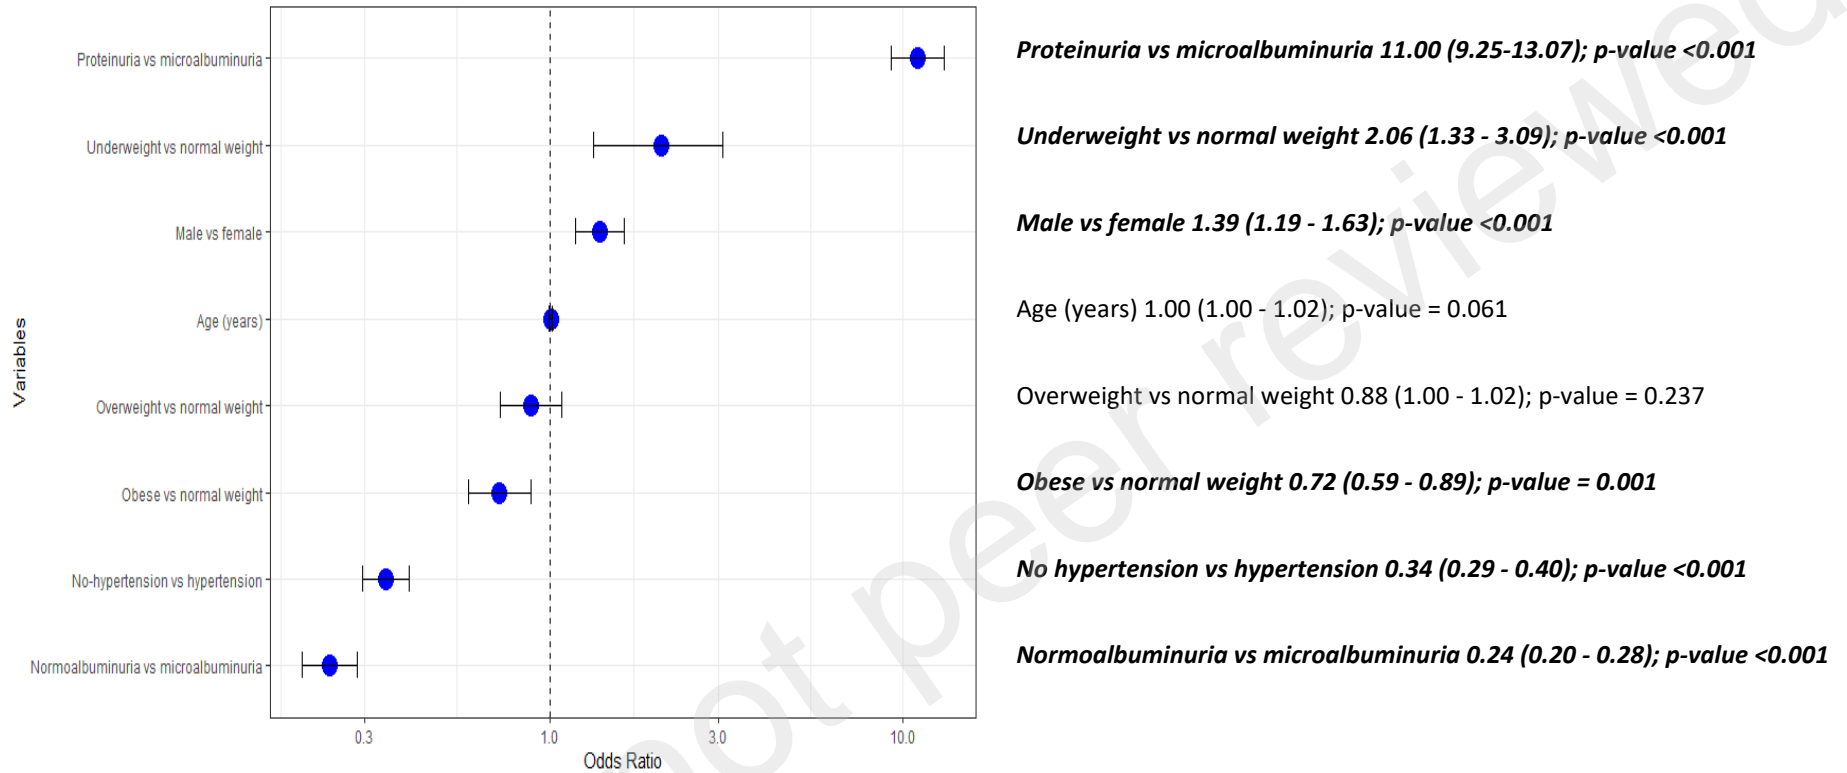 Proteinuria vs microalbuminuria
Underweight vs normal weight
Male vs female
Age (years)
Overweight vs normal weight
Obese vs normal weight
No-hypertension vs hypertension
Normoalbuminuria vs microalbuminuria
Variables
0.3 1.0 3.0 10.0
Odds Ratio
Proteinuria vs microalbuminuria 11.00 (9.25-13.07); p-value <0.001
Underweight vs normal weight 2.06 (1.33 - 3.09); p-value <0.001
Male vs female 1.39 (1.19 - 1.63); p-value <0.001
Age (years) 1.00 (1.00 - 1.02); p-value = 0.061
Overweight vs normal weight 0.88 (1.00 - 1.02); p-value = 0.237
Obese vs normal weight 0.72 (0.59 - 0.89); p-value = 0.001
No hypertension vs hypertension 0.34 (0.29 - 0.40); p-value <0.001
Normoalbuminuria vs microalbuminuria 0.24 (0.20 - 0.28); p-value <0.001
not peer reviewed